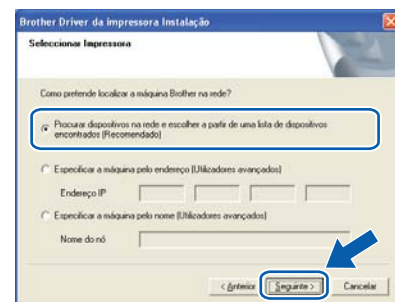 Brother Driver da impressora Instalação
Seleccionar Impressora
Como pretende localizar a máquina Brother na rede?
Procurar dispositivos na rede e escolher a partir de uma lista de dispositivos
encontrados (Recomendado)
Especificar a máquina pelo endereço (Utilizadores avançados)
Endereço IP
Especificar a máquina pelo nome (Utilizadores avançados)
Nome do nó
< Anterior Seguinte > Cancelar